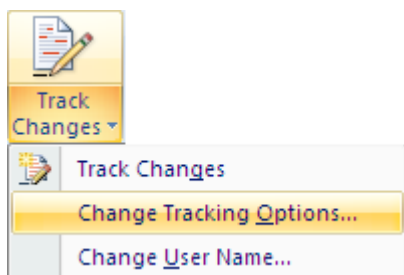 Track
Changes
Track Changes
Change Tracking Options...
Change User Name...